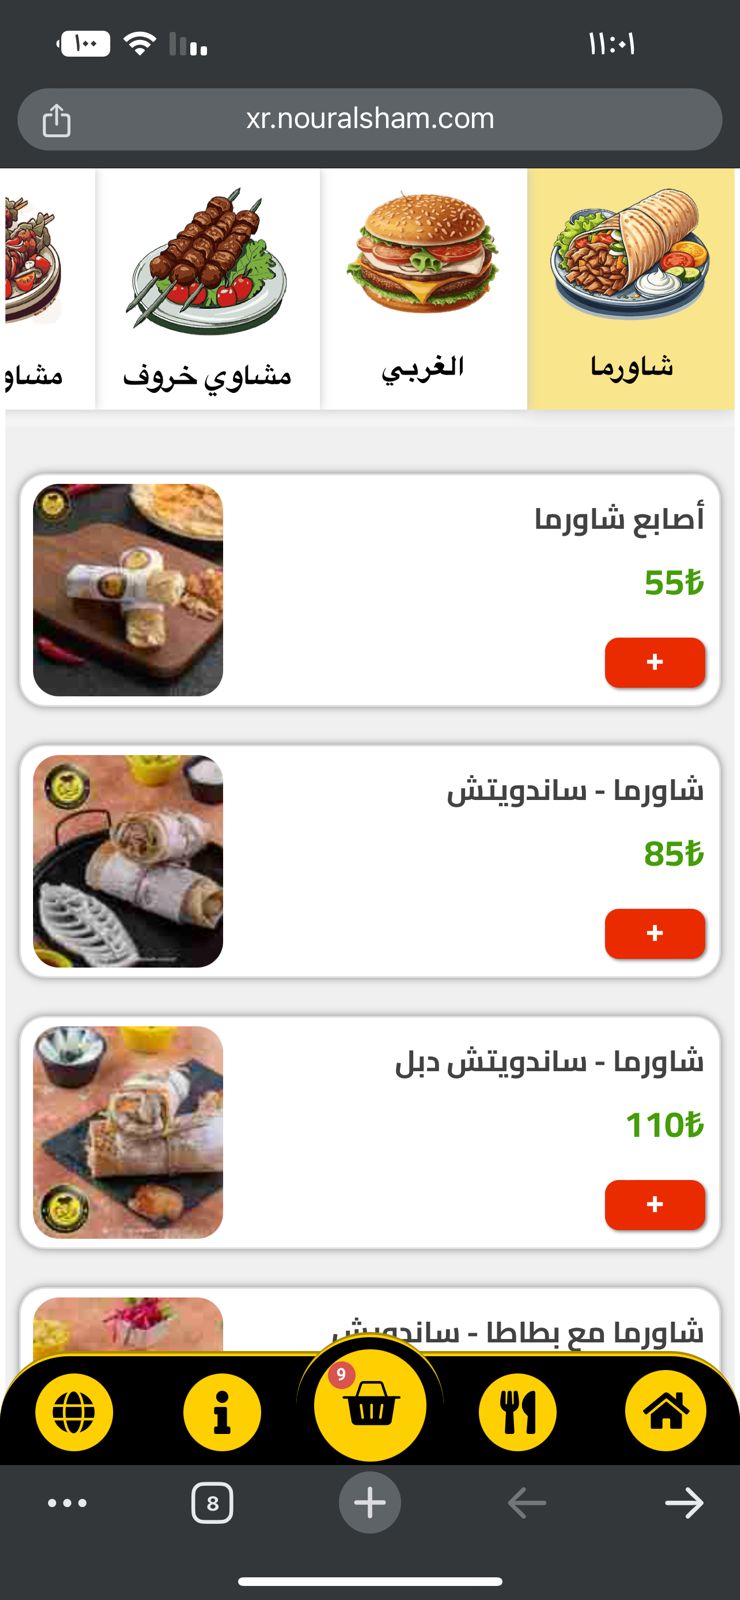 ١١:٠١
١٠٠
xr.nouralsham.com
شاورما
الغربي
مشاوي خروف
مشاو
أصابع شاورما
55₺
+
شاورما - ساندويتش
85₺
+
شاورما - ساندويتش دبل
110₺
+
شاورما مع بطاطا - ساندويش
9
8